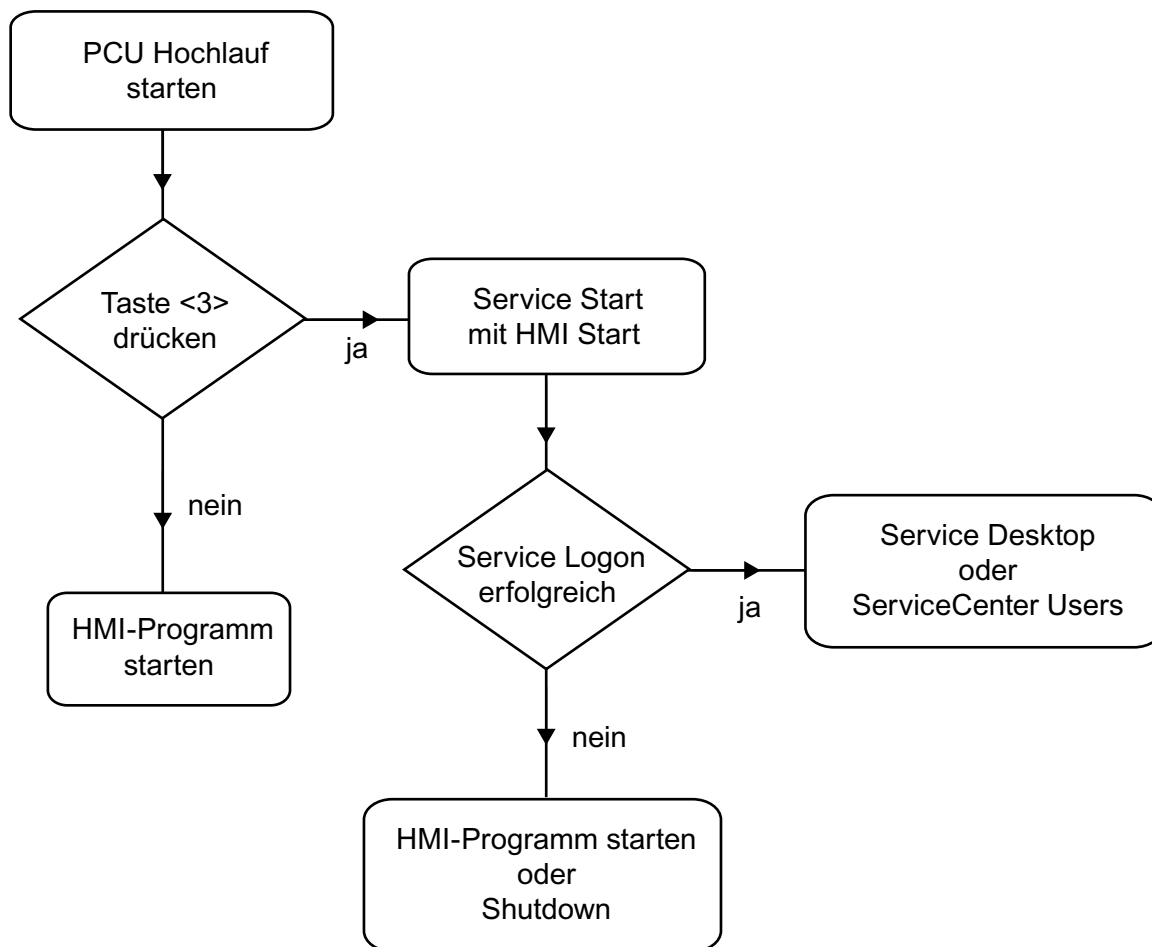 PCU Hochlauf
starten
Taste <3>
drücken
ja
Service Start
mit HMI Start
nein
HMI-Programm
starten
Service Logon
erfolgreich
ja
Service Desktop
oder
ServiceCenter Users
nein
HMI-Programm starten
oder
Shutdown